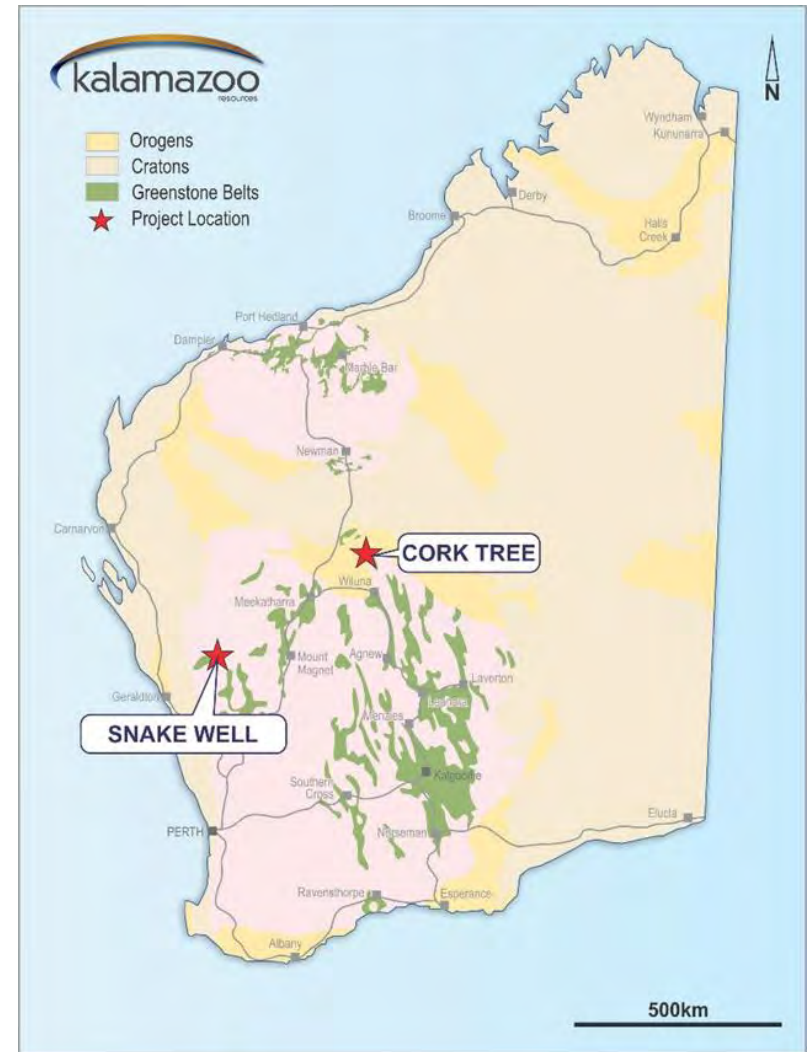 kalamazoo
resources
N
Orogens
Cratons
Greenstone Belts
Project Location
Wyndham
Kununarra
Derby
Broome
Halls
Creek
Port Hedland
Dampier
Marble Bar
Newman
Carnarvon
CORK TREE
Wiluna
Meekatharra
Mount
Magnet
Agnew
Laverton
Leonora
Geraldton
Menzies
SNAKE WELL
Kalgoorlie
Southern
Cross
PERTH
Norseman
Eucla
Ravensthorpe
Esperance
Albany
500km